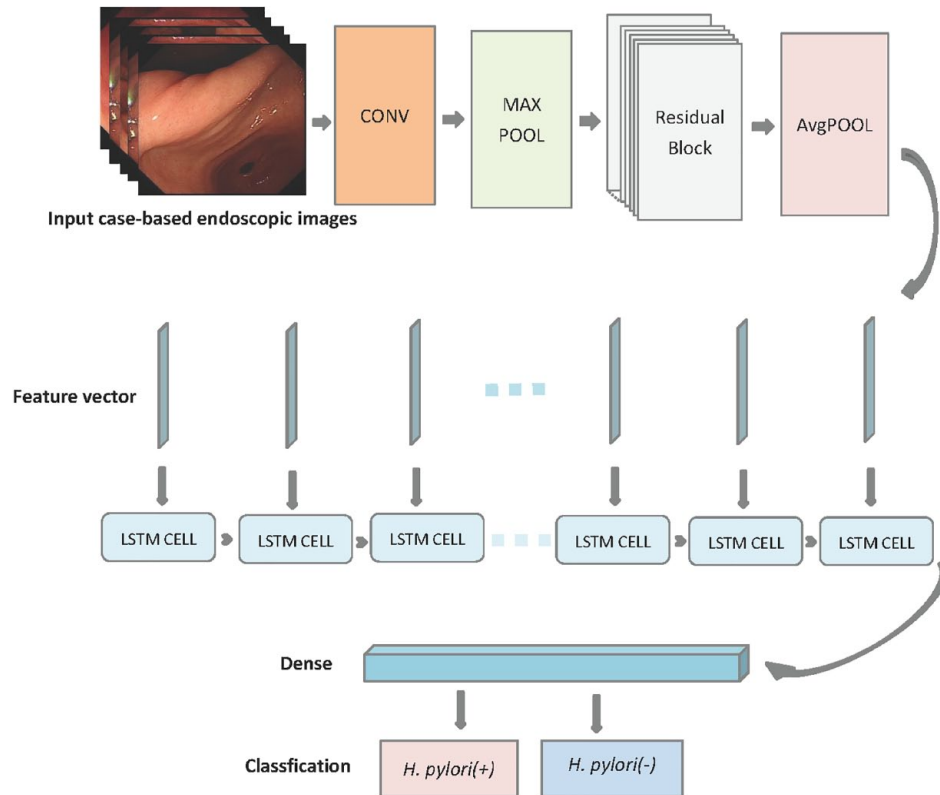 CONV
MAX
POOL
Residual
Block
AvgPOOL
Input case-based endoscopic images
Feature vector
LSTM CELL
LSTM CELL
LSTM CELL
LSTM CELL
LSTM CELL
LSTM CELL
Dense
Classfication
H. pylori(+)
H. pylori(-)